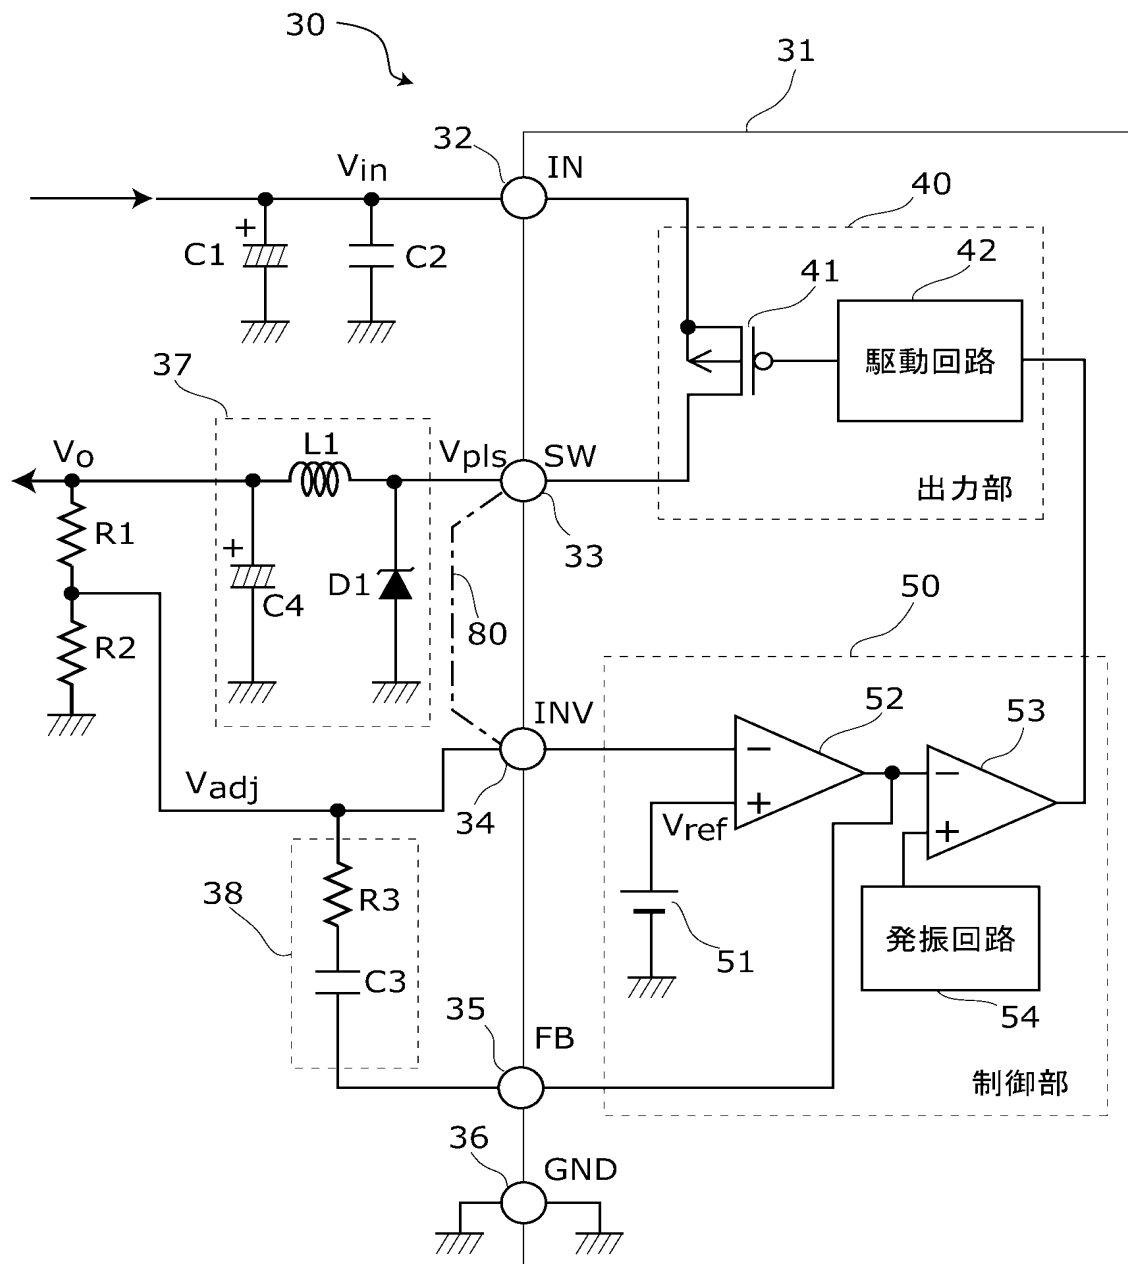 30
31
32
IN
Vin
40
+
C1
C2
41
42
駆動回路
37
L1
Vo
Vpls
SW
出力部
R1
33
+
C4
D1
80
R2
50
INV
52
53
−
−
Vadj
34
+
Vref
+
R3
38
51
発振回路
C3
54
35
FB
制御部
36
GND